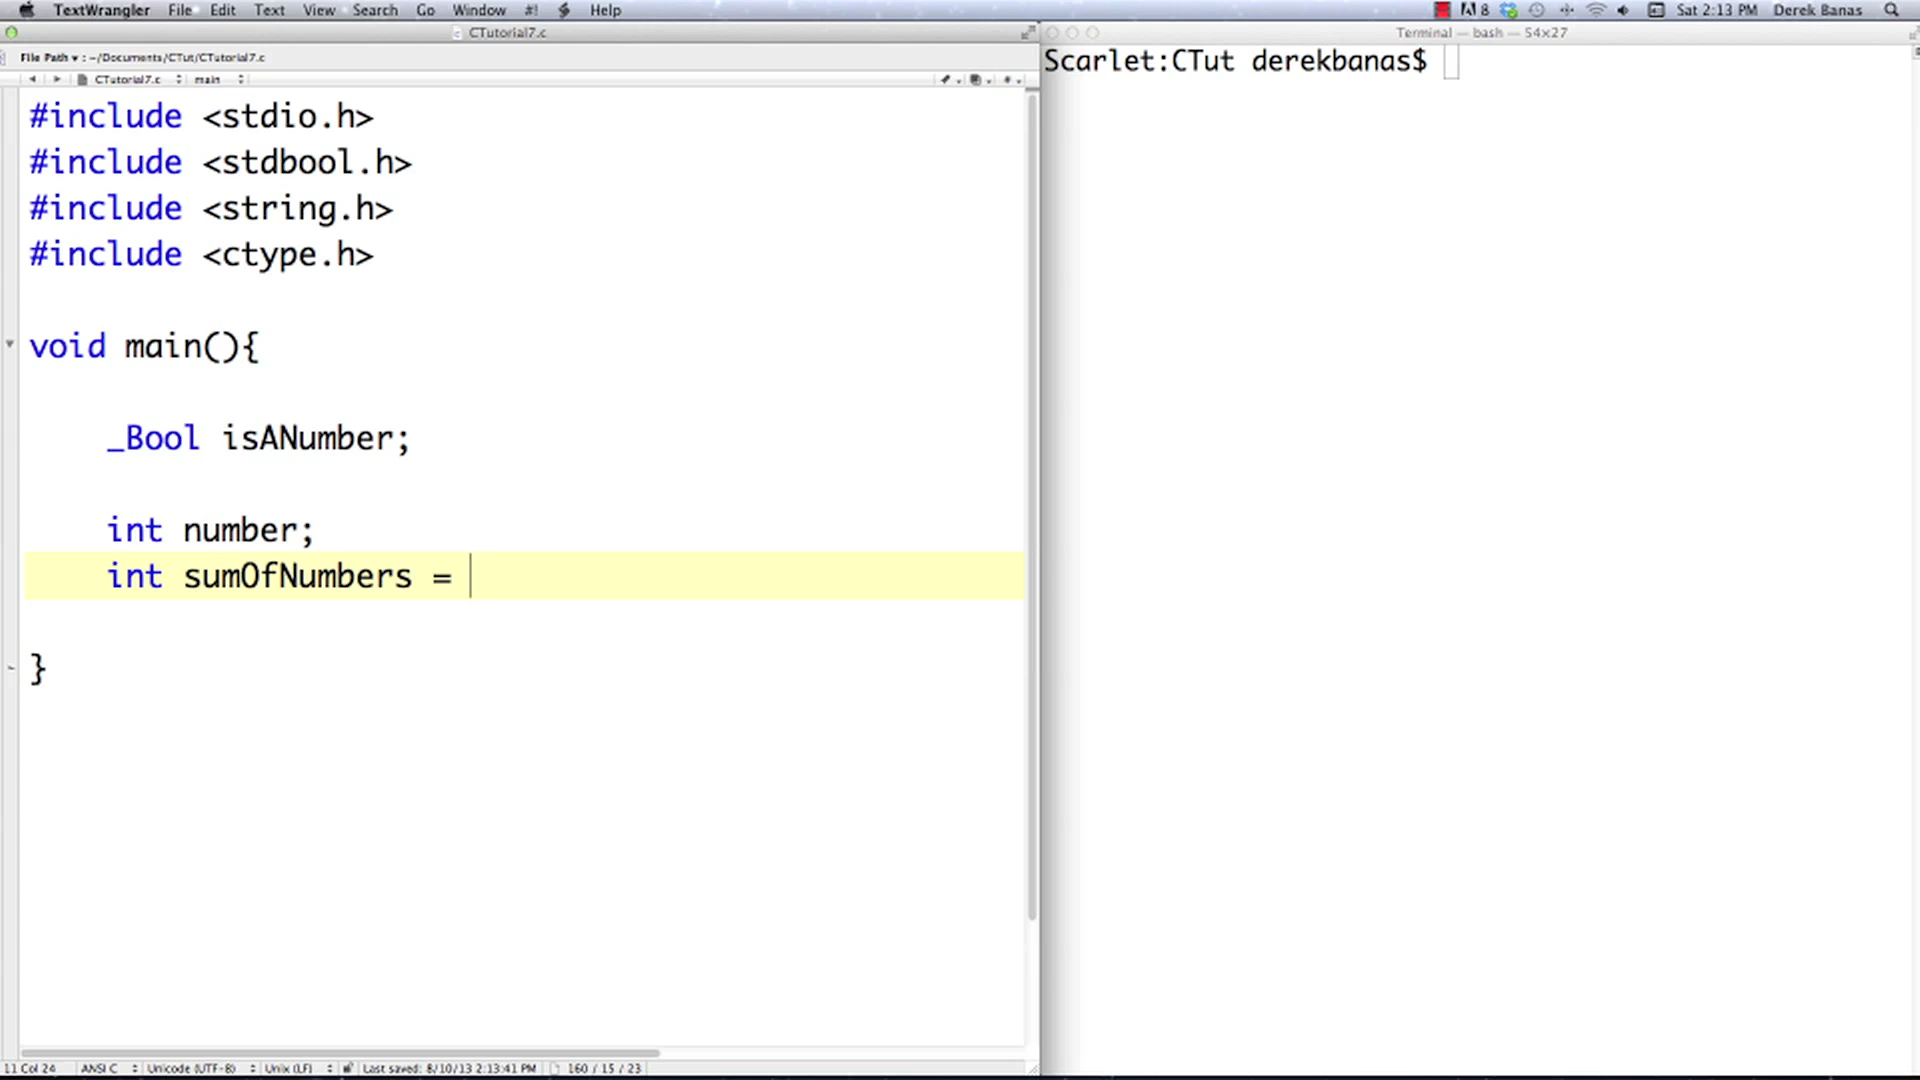 TextWrangler File Edit Text View Search Go Window #! Help 8 Sat 2:13 PM Derek Banas
CTutorial7.c
File Path ▾ : ~/Documents/CTut/CTutorial7.c
CTutorial7.c main
#include <stdio.h>
#include <stdbool.h>
#include <string.h>
#include <ctype.h>
void main(){
_Bool isANumber;
int number;
int sumOfNumbers =
}
11 Col 24 ANSI C Unicode (UTF-8) Unix (LF) Last saved: 8/10/13 2:13:41 PM 160 / 15 / 23
Terminal — bash — 54×27
Scarlet:CTut derekbanas$